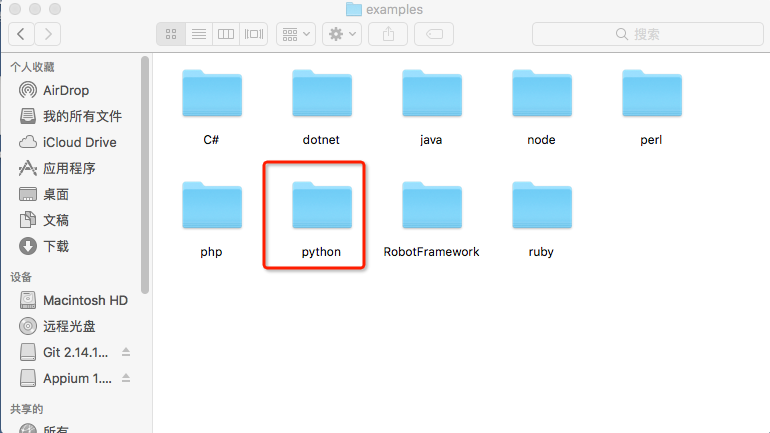 examples
搜索
个人收藏
AirDrop
我的所有文件
iCloud Drive
应用程序
桌面
文稿
下载
设备
Macintosh HD
远程光盘
Git 2.14.1...
Appium 1....
共享的
所有...
C#
dotnet
java
node
perl
php
python
RobotFramework
ruby